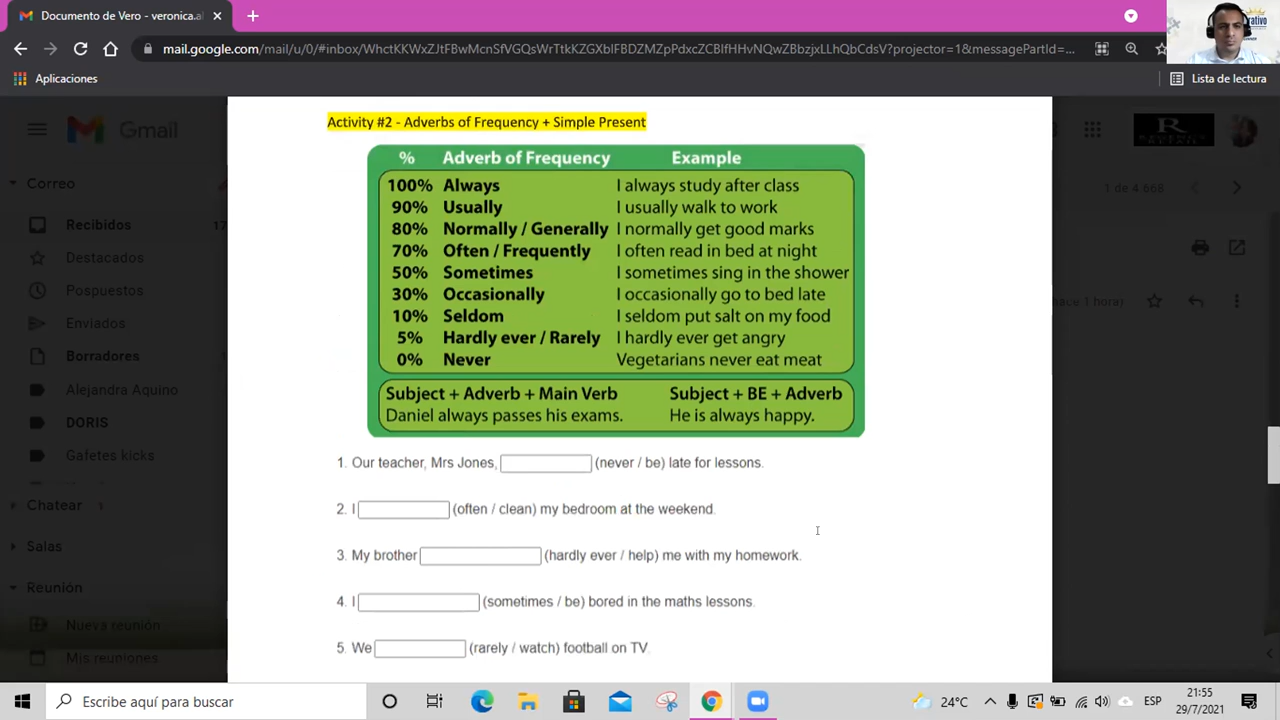 Documento de Vero - veronica.al
mail.google.com/mail/u/0/#inbox/WhctKKWxZJtFBwMcnSfVGQsWrTtkKZGXblFBDZMZpPdxcZCBlfHHvNQwZBbzjxLLhQbCdsV?projector=1&messagePartId=...
Aplicaciones
Lista de lectura
Gmail
Correo
Recibidos 17
Destacados
Pospuestos
Enviados
Borradores
Alejandra Aquino
DORIS
Gafetes kicks
Chatear
Salas
Reunión
Nueva reunión
Mis reuniones
1 de 4 668
hace 1 hora)
Activity #2 - Adverbs of Frequency + Simple Present
% Adverb of Frequency Example
100% Always I always study after class
90% Usually I usually walk to work
80% Normally / Generally I normally get good marks
70% Often / Frequently I often read in bed at night
50% Sometimes I sometimes sing in the shower
30% Occasionally I occasionally go to bed late
10% Seldom I seldom put salt on my food
5% Hardly ever / Rarely I hardly ever get angry
0% Never Vegetarians never eat meat
Subject + Adverb + Main Verb Subject + BE + Adverb
Daniel always passes his exams. He is always happy.
1. Our teacher, Mrs Jones, (never / be) late for lessons.
2. I (often / clean) my bedroom at the weekend.
3. My brother (hardly ever / help) me with my homework.
4. I (sometimes / be) bored in the maths lessons.
5. We (rarely / watch) football on TV.
Escribe aquí para buscar
24°C
ESP
21:55
29/7/2021